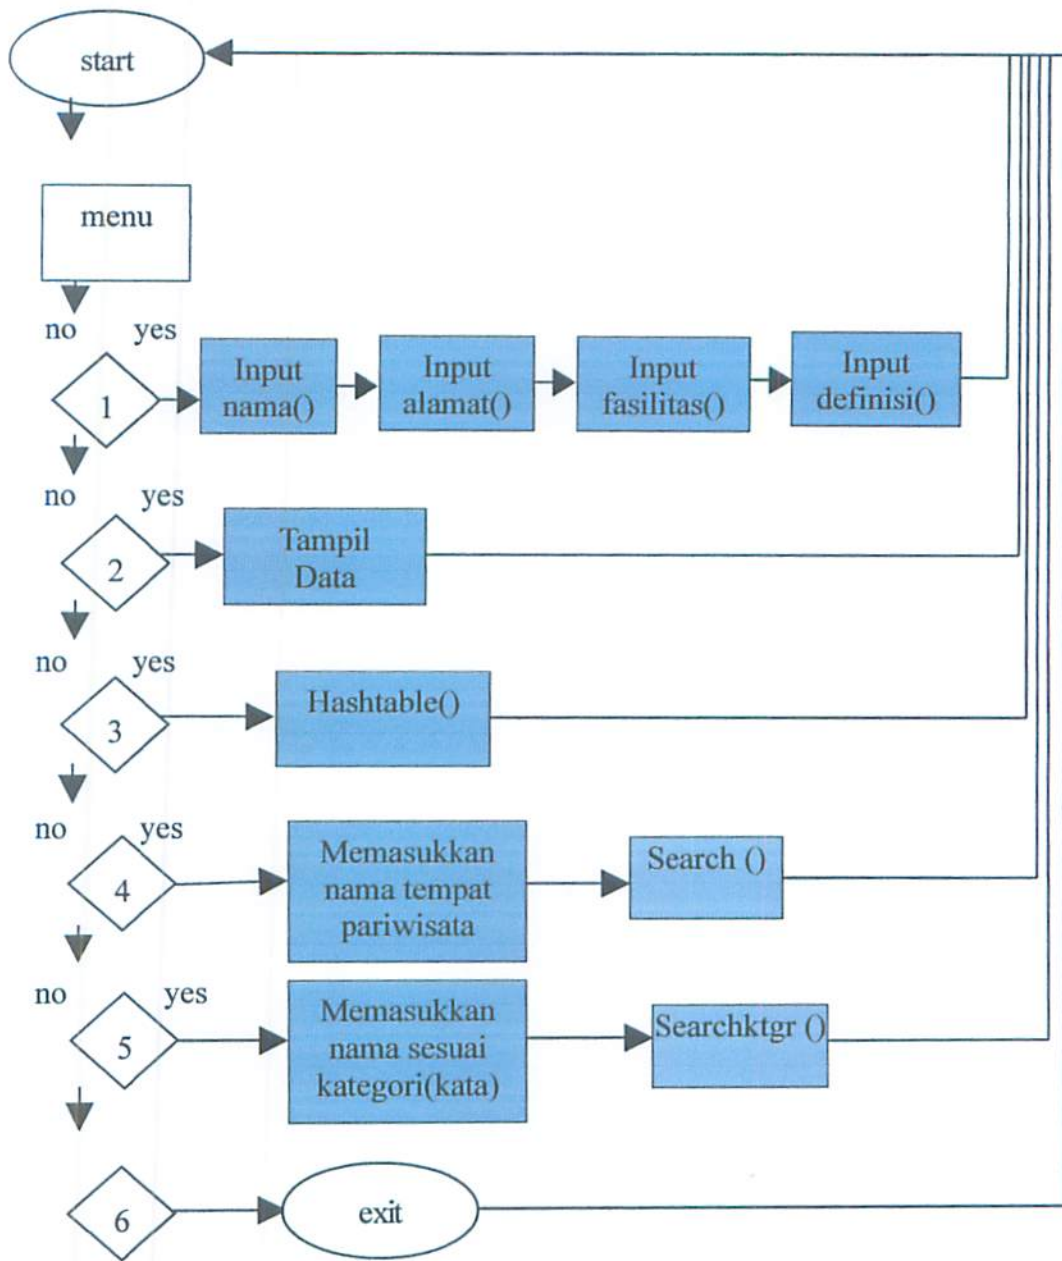 start
menu
no yes
1
Input
nama()
Input
alamat()
Input
fasilitas()
Input
definisi()
no yes
2
Tampil
Data
no yes
3
Hashtable()
no yes
4
Memasukkan
nama tempat
pariwisata
Search ()
no yes
5
Memasukkan
nama sesuai
kategori(kata)
Searchktgr ()
6
exit